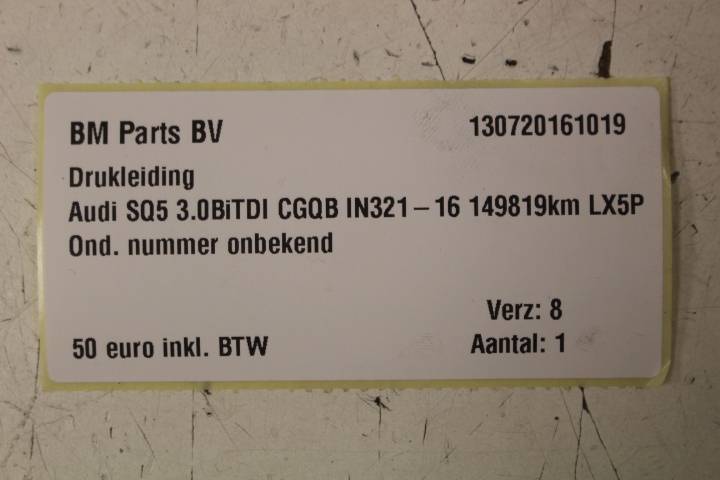 BM Parts BV 130720161019
Drukleiding
Audi SQ5 3.0BiTDI CGQB IN321-16 149819km LX5P
Ond. nummer onbekend
Verz: 8
50 euro inkl. BTW Aantal: 1